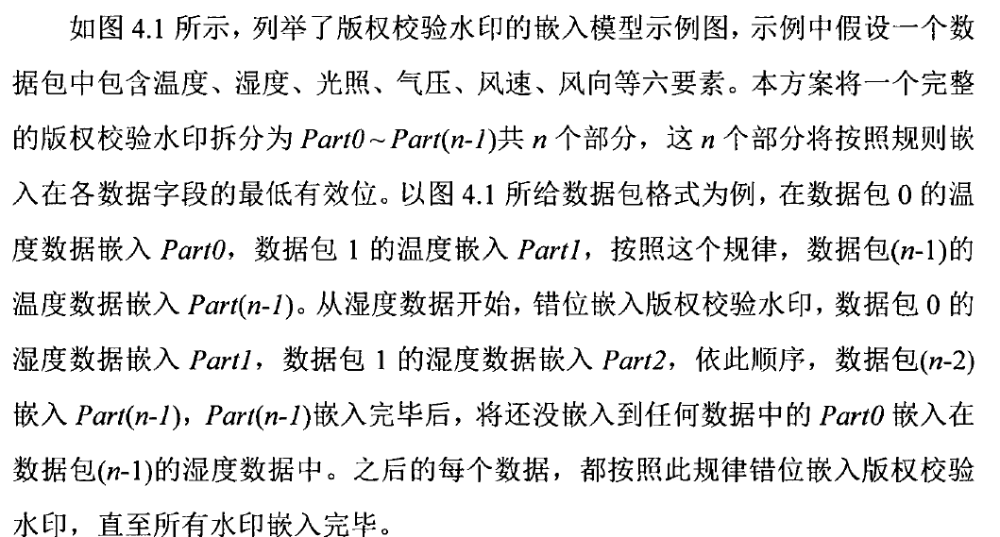 如图 4.1 所示，列举了版权校验水印的嵌入模型示例图，示例中假设一个数
据包中包含温度、湿度、光照、气压、风速、风向等六要素。本方案将一个完整
的版权校验水印拆分为 Part0 ~ Part(n-1)共 n 个部分，这 n 个部分将按照规则嵌
入在各数据字段的最低有效位。以图 4.1 所给数据包格式为例，在数据包 0 的温
度数据嵌入 Part0，数据包 1 的温度嵌入 Part1，按照这个规律，数据包(n-1)的
温度数据嵌入 Part(n-1)。从湿度数据开始，错位嵌入版权校验水印，数据包 0 的
湿度数据嵌入 Part1，数据包 1 的湿度数据嵌入 Part2，依此顺序，数据包(n-2)
嵌入 Part(n-1)，Part(n-1)嵌入完毕后，将还没嵌入到任何数据中的 Part0 嵌入在
数据包(n-1)的湿度数据中。之后的每个数据，都按照此规律错位嵌入版权校验
水印，直至所有水印嵌入完毕。